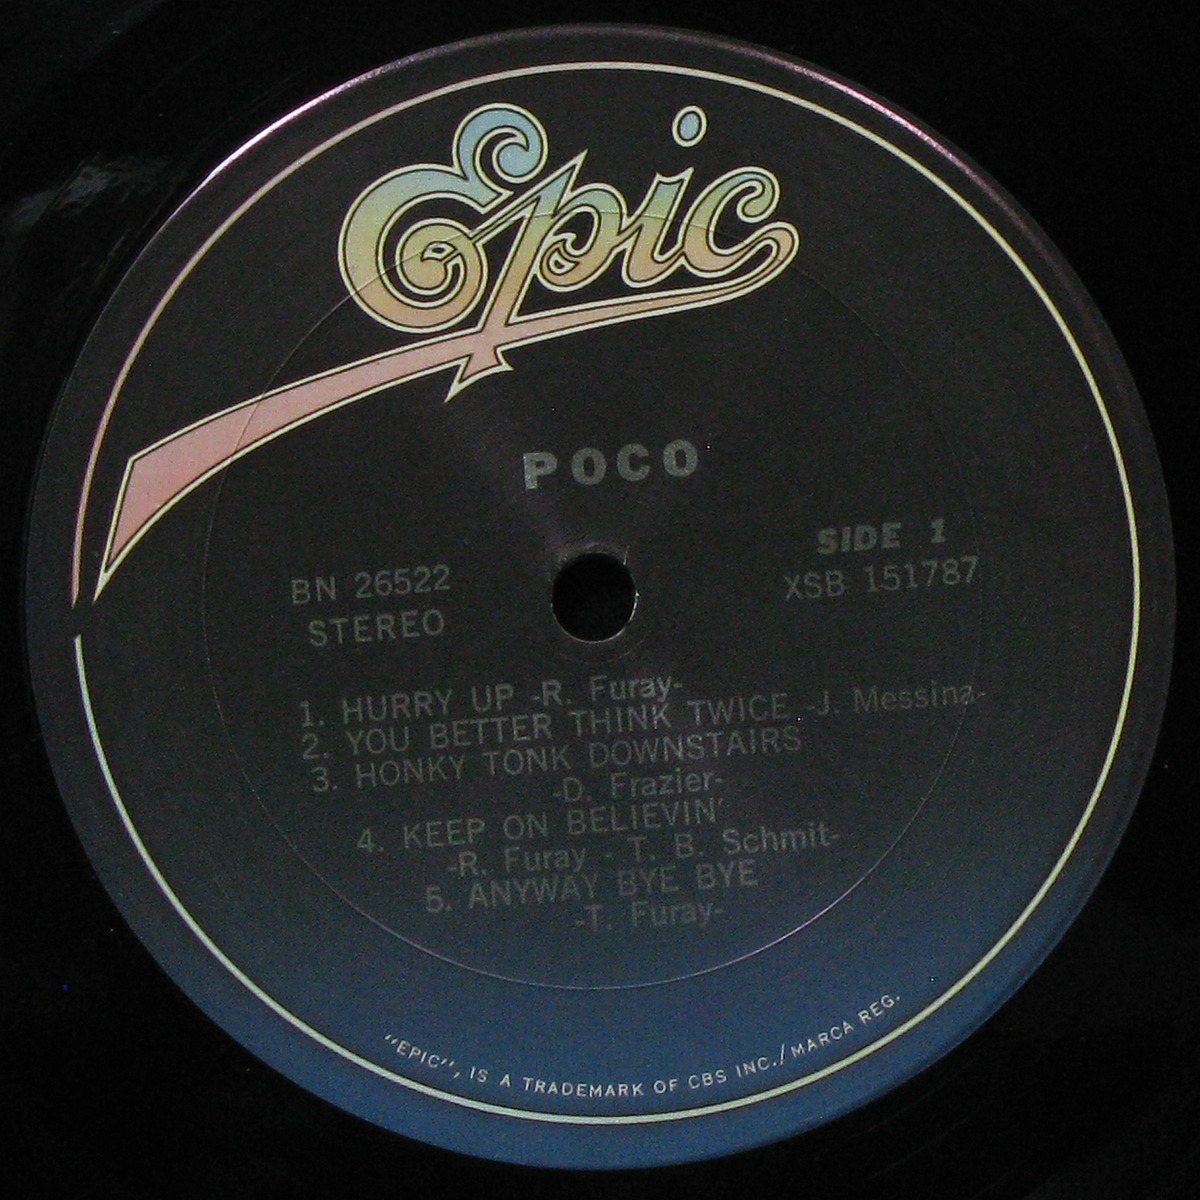 Epic
POCO
SIDE 1
BN 26522
XSB 151787
STEREO
1. HURRY UP -R. Furay-
2. YOU BETTER THINK TWICE -J. Messina-
3. HONKY TONK DOWNSTAIRS
-D. Frazier-
4. KEEP ON BELIEVIN'
-R. Furay - T. B. Schmit-
5. ANYWAY BYE BYE
-T. Furay-
"EPIC", IS A TRADEMARK OF CBS INC./MARCA REG.